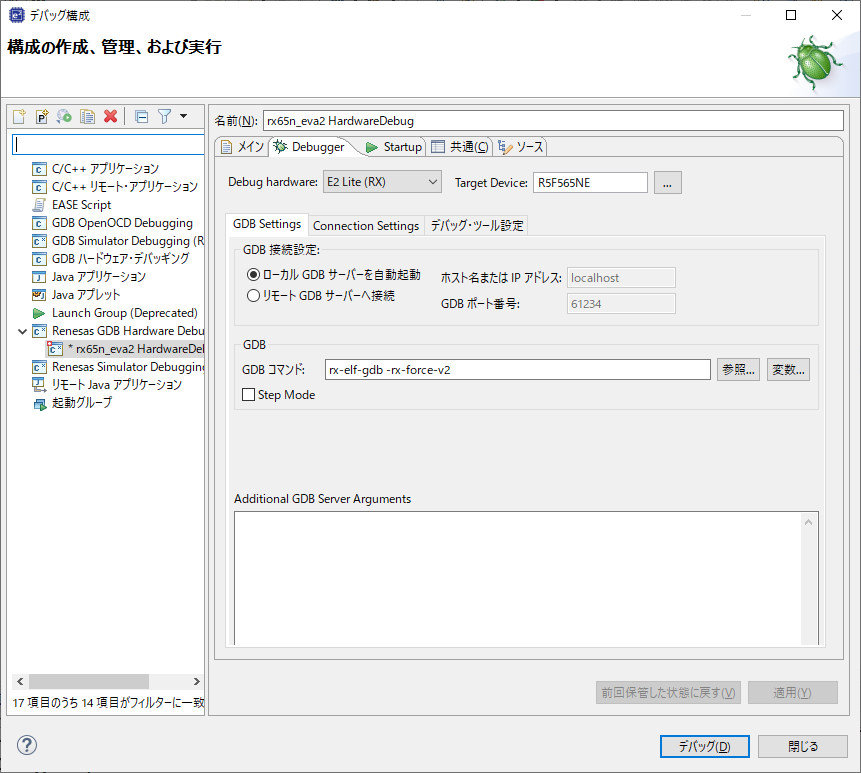 デバッグ構成
構成の作成、管理、および実行
名前(N): rx65n_eva2 HardwareDebug
メイン Debugger Startup 共通(C) ソース
Debug hardware: E2 Lite (RX) Target Device: R5F565NE ...
GDB Settings Connection Settings デバッグ・ツール設定
GDB 接続設定:
ローカル GDB サーバーを自動起動 ホスト名または IP アドレス: localhost
リモート GDB サーバーへ接続 GDB ポート番号: 61234
GDB
GDB コマンド: rx-elf-gdb -rx-force-v2 参照... 変数...
Step Mode
Additional GDB Server Arguments
C/C++ アプリケーション
C/C++ リモート・アプリケーション
EASE Script
GDB OpenOCD Debugging
GDB Simulator Debugging (R
GDB ハードウェア・デバッギング
Java アプリケーション
Java アプレット
Launch Group (Deprecated)
Renesas GDB Hardware Debu
* rx65n_eva2 HardwareDel
Renesas Simulator Debugging
リモート Java アプリケーション
起動グループ
17 項目のうち 14 項目がフィルターに一致
前回保管した状態に戻す(V) 適用(Y)
デバッグ(D) 閉じる